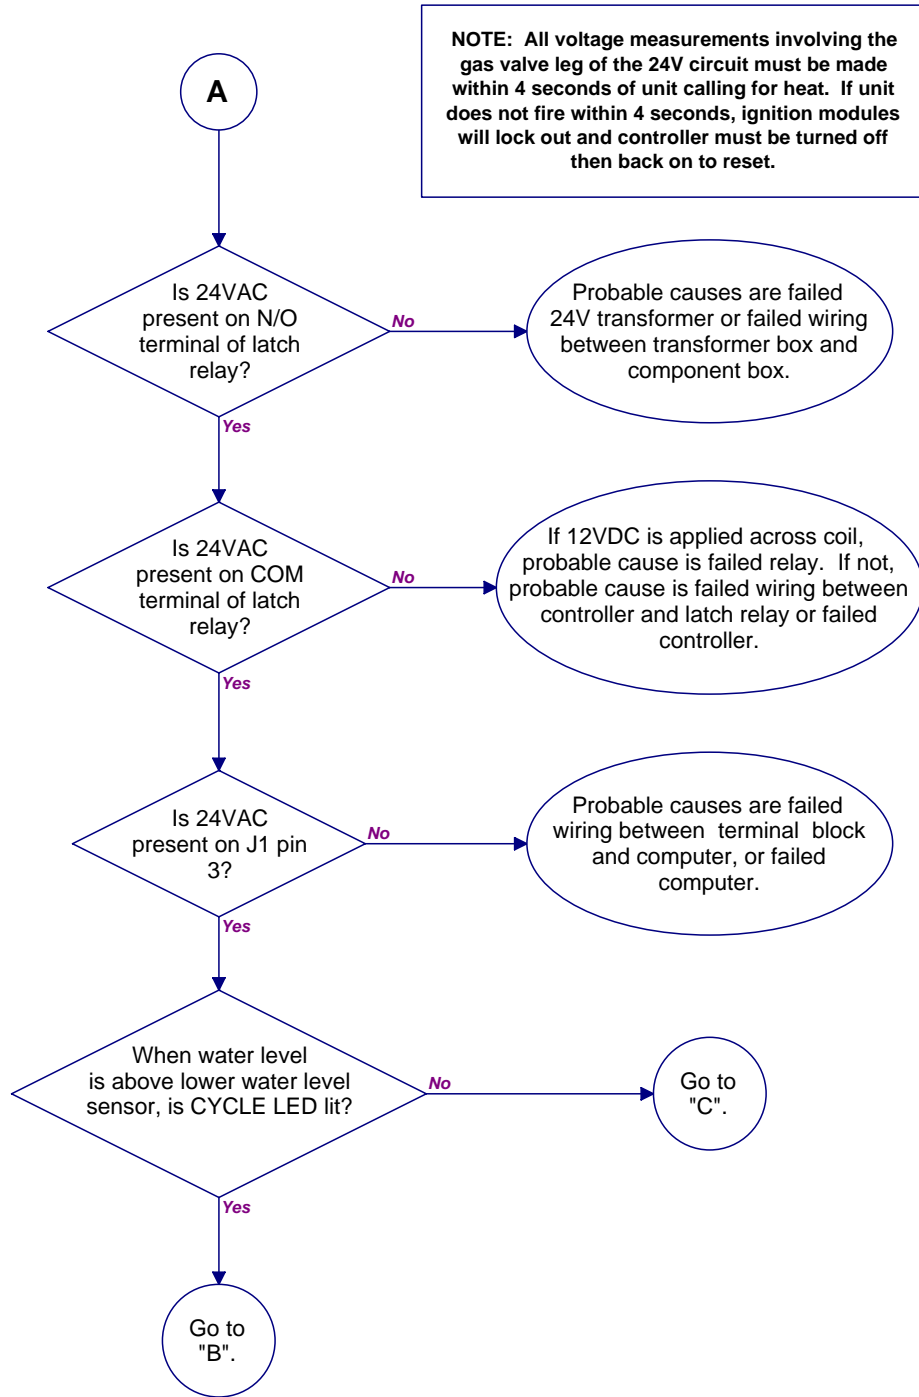 NOTE:  All voltage measurements involving the
gas valve leg of the 24V circuit must be made
within 4 seconds of unit calling for heat.  If unit
does not fire within 4 seconds, ignition modules
will lock out and controller must be turned off
then back on to reset.
A
Is 24VAC
present on N/O
terminal of latch
relay?
No
Probable causes are failed
24V transformer or failed wiring
between transformer box and
component box.
Yes
Is 24VAC
present on COM
terminal of latch
relay?
No
If 12VDC is applied across coil,
probable cause is failed relay.  If not,
probable cause is failed wiring between
controller and latch relay or failed
controller.
Yes
Is 24VAC
present on J1 pin
3?
No
Probable causes are failed
wiring between  terminal  block
and computer, or failed
computer.
Yes
When water level
is above lower water level
sensor, is CYCLE LED lit?
No
Go to
"C".
Yes
Go to
"B".